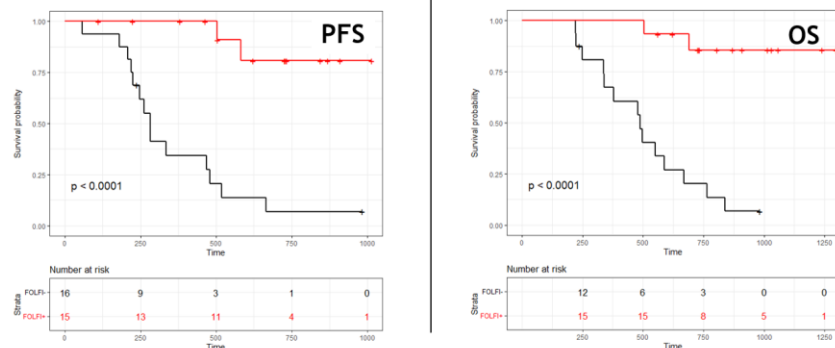 PFS
1.00
0.75
0.50
0.25
0.00
Survival probability
p < 0.0001
0 250 500 750 1000
Time
Number at risk
Strata
FOLFI- 16 9 3 1 0
FOLFI+ 15 13 11 4 1
0 250 500 750 1000
Time
OS
1.00
0.75
0.50
0.25
0.00
Survival probability
p < 0.0001
0 250 500 750 1000 1250
Time
Number at risk
Strata
FOLFI- 12 6 3 0 0
FOLFI+ 15 15 8 5 1
0 250 500 750 1000 1250
Time